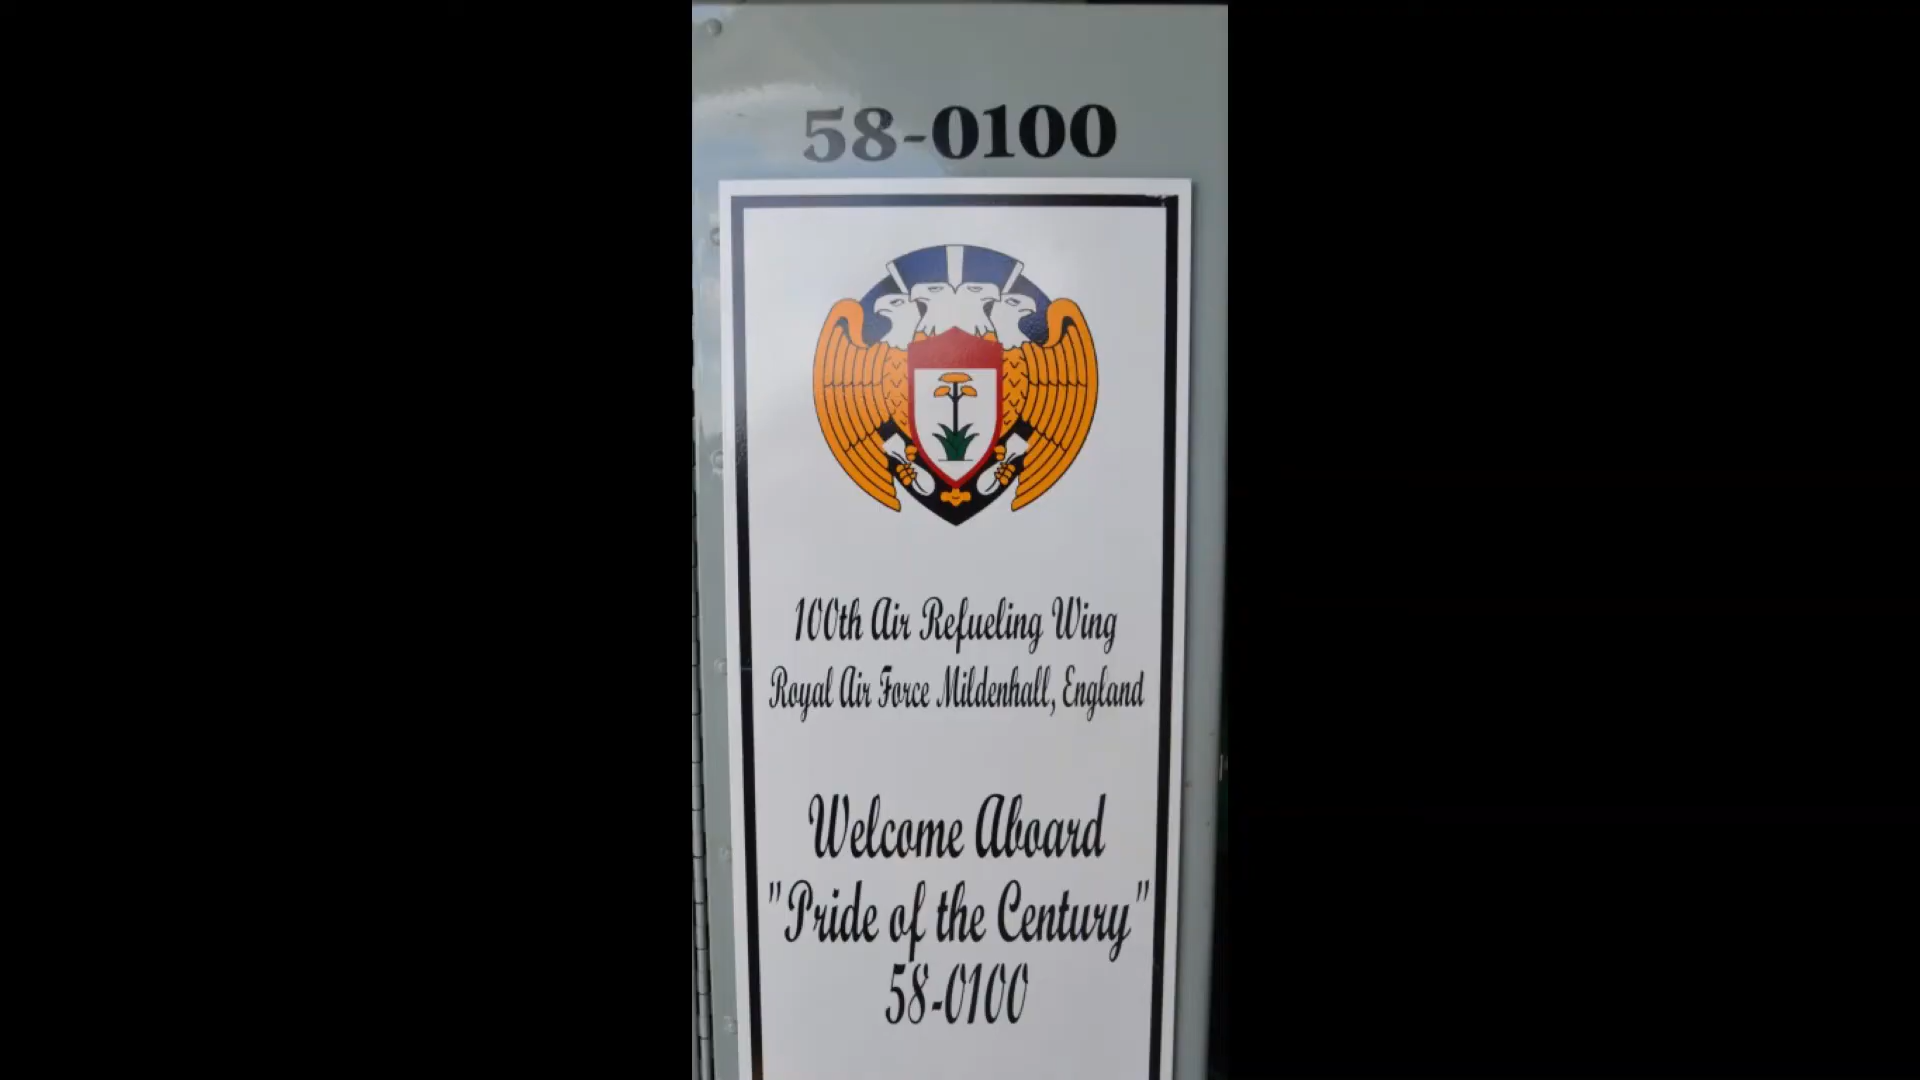 58-0100
100th Air Refueling Wing
Royal Air Force Mildenhall, England
Welcome Aboard
"Pride of the Century"
58-0100